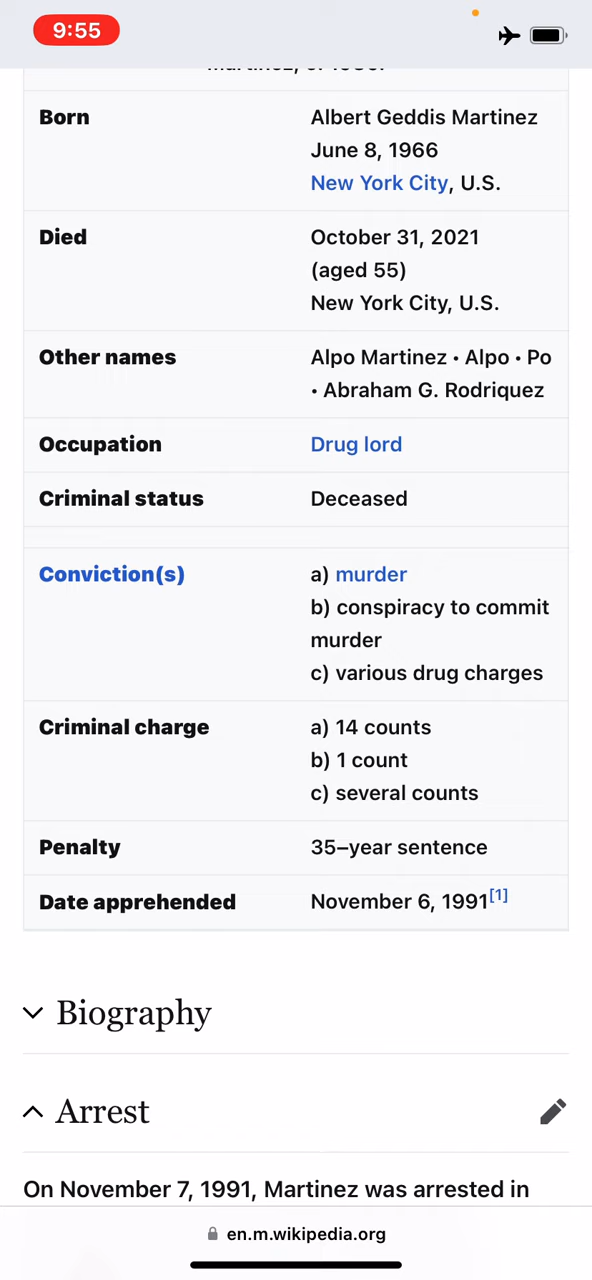 9:55
Born
Albert Geddis Martinez
June 8, 1966
New York City, U.S.
Died
October 31, 2021
(aged 55)
New York City, U.S.
Other names
Alpo Martinez • Alpo • Po
• Abraham G. Rodriquez
Occupation
Drug lord
Criminal status
Deceased
Conviction(s)
a) murder
b) conspiracy to commit
murder
c) various drug charges
Criminal charge
a) 14 counts
b) 1 count
c) several counts
Penalty
35–year sentence
Date apprehended
November 6, 1991[1]
Biography
Arrest
On November 7, 1991, Martinez was arrested in
en.m.wikipedia.org